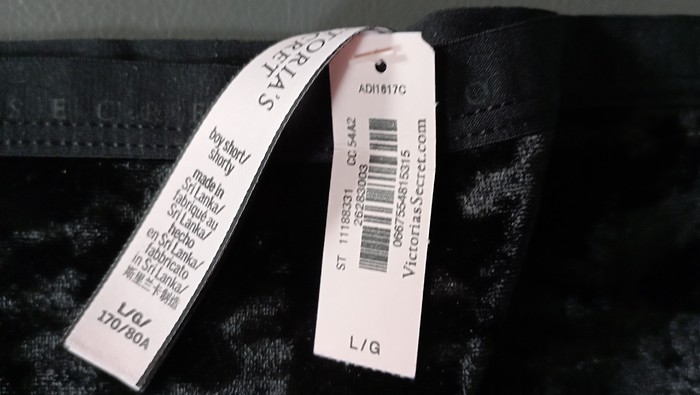 VICTORIA'S
SECRET
boy short/
shorty
made in
Sri Lanka/
fabriqué au
Sri Lanka/
hecho
en Sri Lanka/
fabbricato
in Sri Lanka/
斯里兰卡制造
L/G/
170/80A
ADI1617C
ST 11188331 CC 54A2
262830003
0667554815315
VictoriasSecret.com
L/G
S E C R E